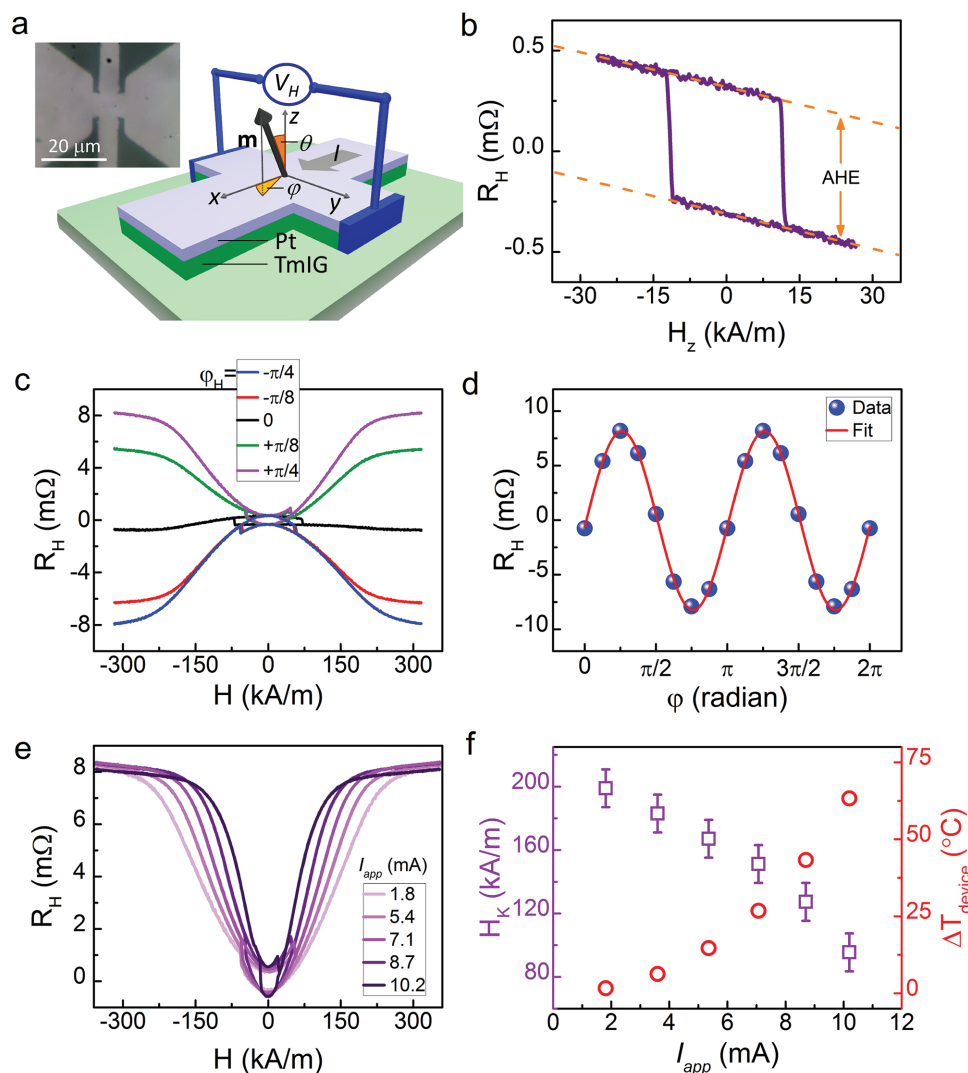 a
20 μm
V_H
z
m
θ
I
x
φ
y
Pt
TmIG
b
R_H (mΩ)
0.5
0.0
-0.5
AHE
-30 -15 0 15 30
H_z (kA/m)
c
φ_H=
-π/4
-π/8
0
+π/8
+π/4
R_H (mΩ)
8
4
0
-4
-8
-300 -150 0 150 300
H (kA/m)
d
Data
Fit
R_H (mΩ)
10
5
0
-5
-10
0 π/2 π 3π/2 2π
φ (radian)
e
R_H (mΩ)
8
6
4
2
0
I_app (mA)
1.8
5.4
7.1
8.7
10.2
-300 -150 0 150 300
H (kA/m)
f
H_K (kA/m)
200
160
120
80
75
50
25
0
ΔT_device (°C)
0 2 4 6 8 10 12
I_app (mA)